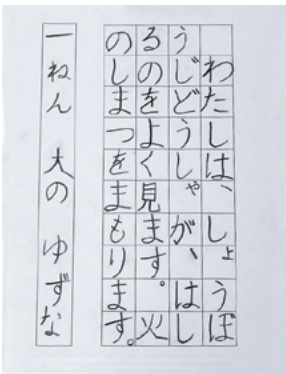 わたしは、しょうぼ
うじどうしゃが、はし
るのをよく見ます。火
のしまつをまもります。
一ねん 大の ゆずな